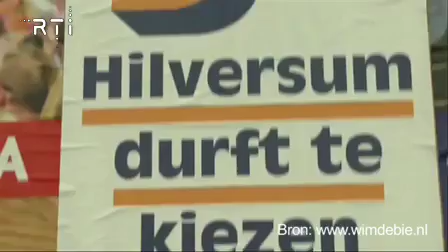 RTi
Hilversum
durft te
kiezen
A
Bron: www.wimdebie.nl